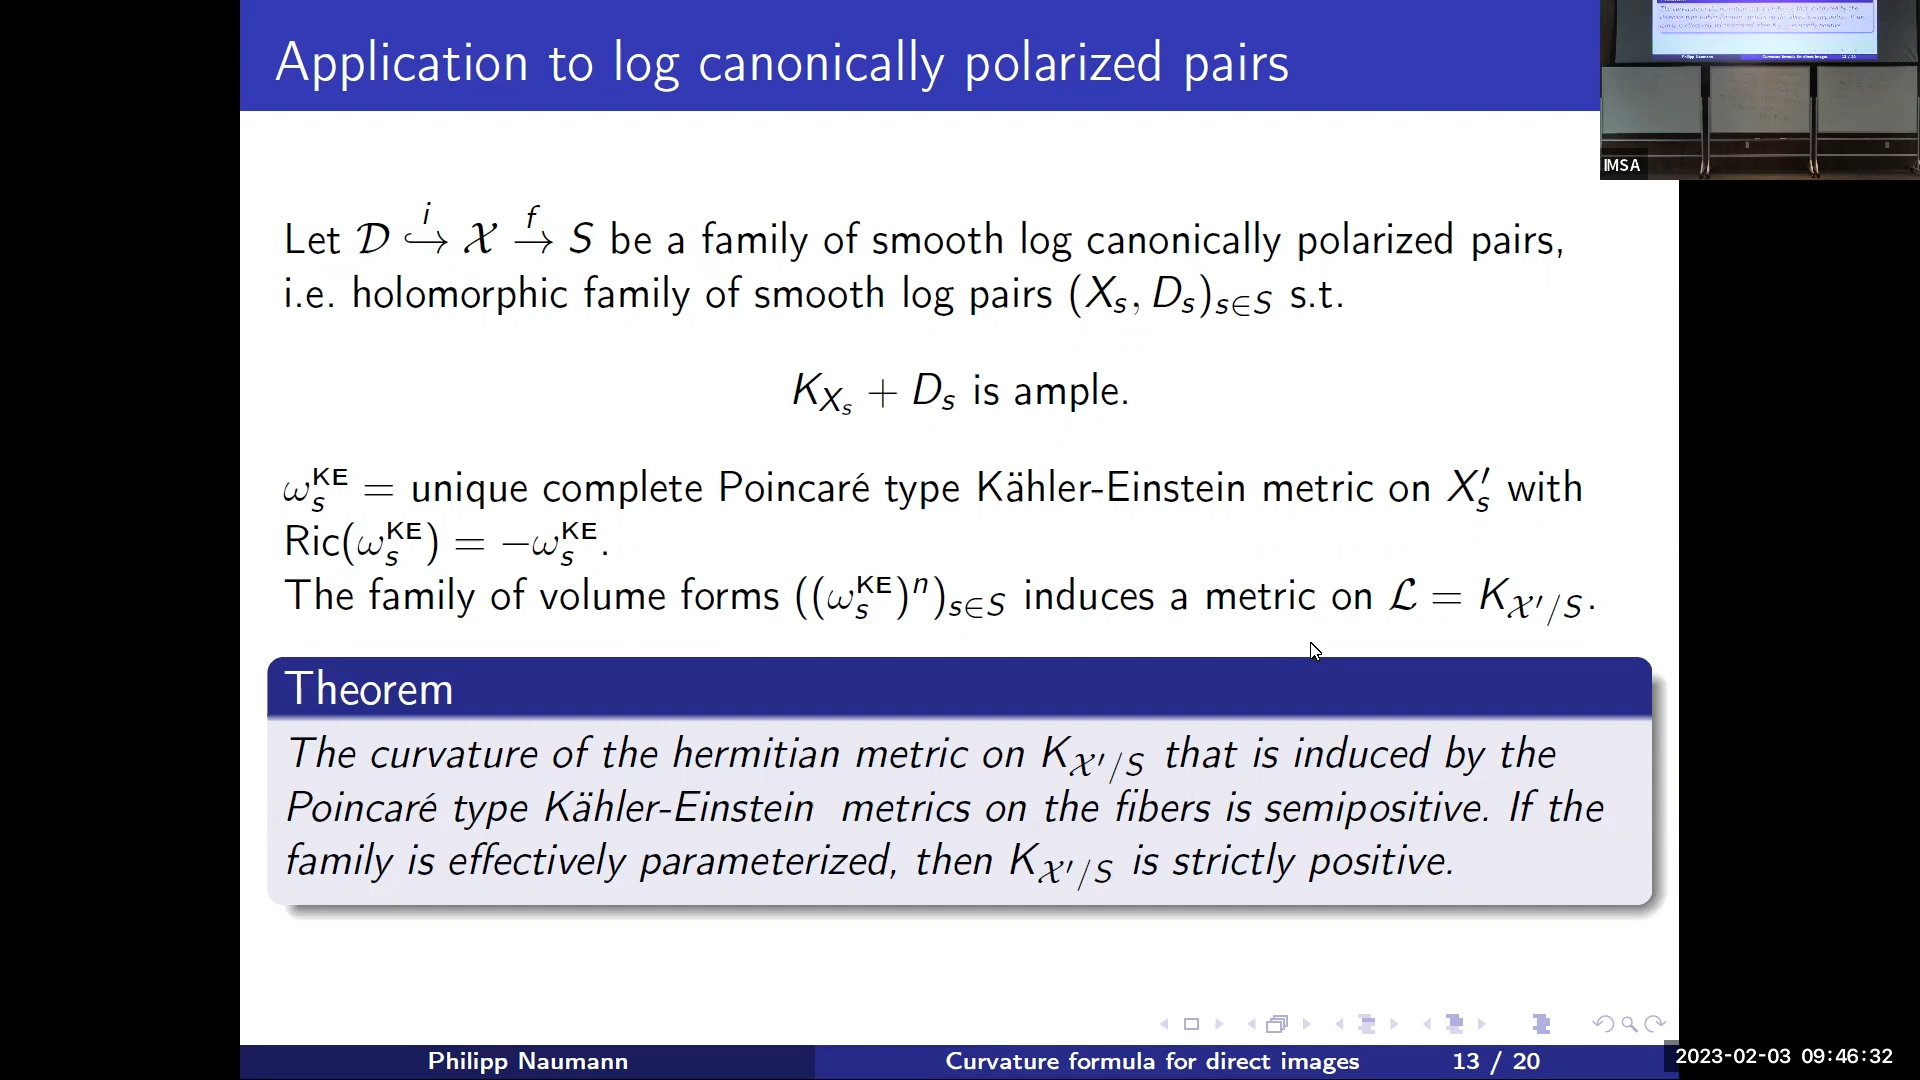 Application to log canonically polarized pairs
IMSA
Let 𝒟 ↪^i 𝒳 →^f S be a family of smooth log canonically polarized pairs,
i.e. holomorphic family of smooth log pairs (X_s, D_s)_{s∈S} s.t.
K_{X_s} + D_s is ample.
ω_s^{KE} = unique complete Poincaré type Kähler-Einstein metric on X'_s with
Ric(ω_s^{KE}) = −ω_s^{KE}.
The family of volume forms ((ω_s^{KE})^n)_{s∈S} induces a metric on ℒ = K_{𝒳'/S}.
Theorem
The curvature of the hermitian metric on K_{𝒳'/S} that is induced by the
Poincaré type Kähler-Einstein metrics on the fibers is semipositive. If the
family is effectively parameterized, then K_{𝒳'/S} is strictly positive.
Philipp Naumann
Curvature formula for direct images
13 / 20
2023-02-03 09:46:32